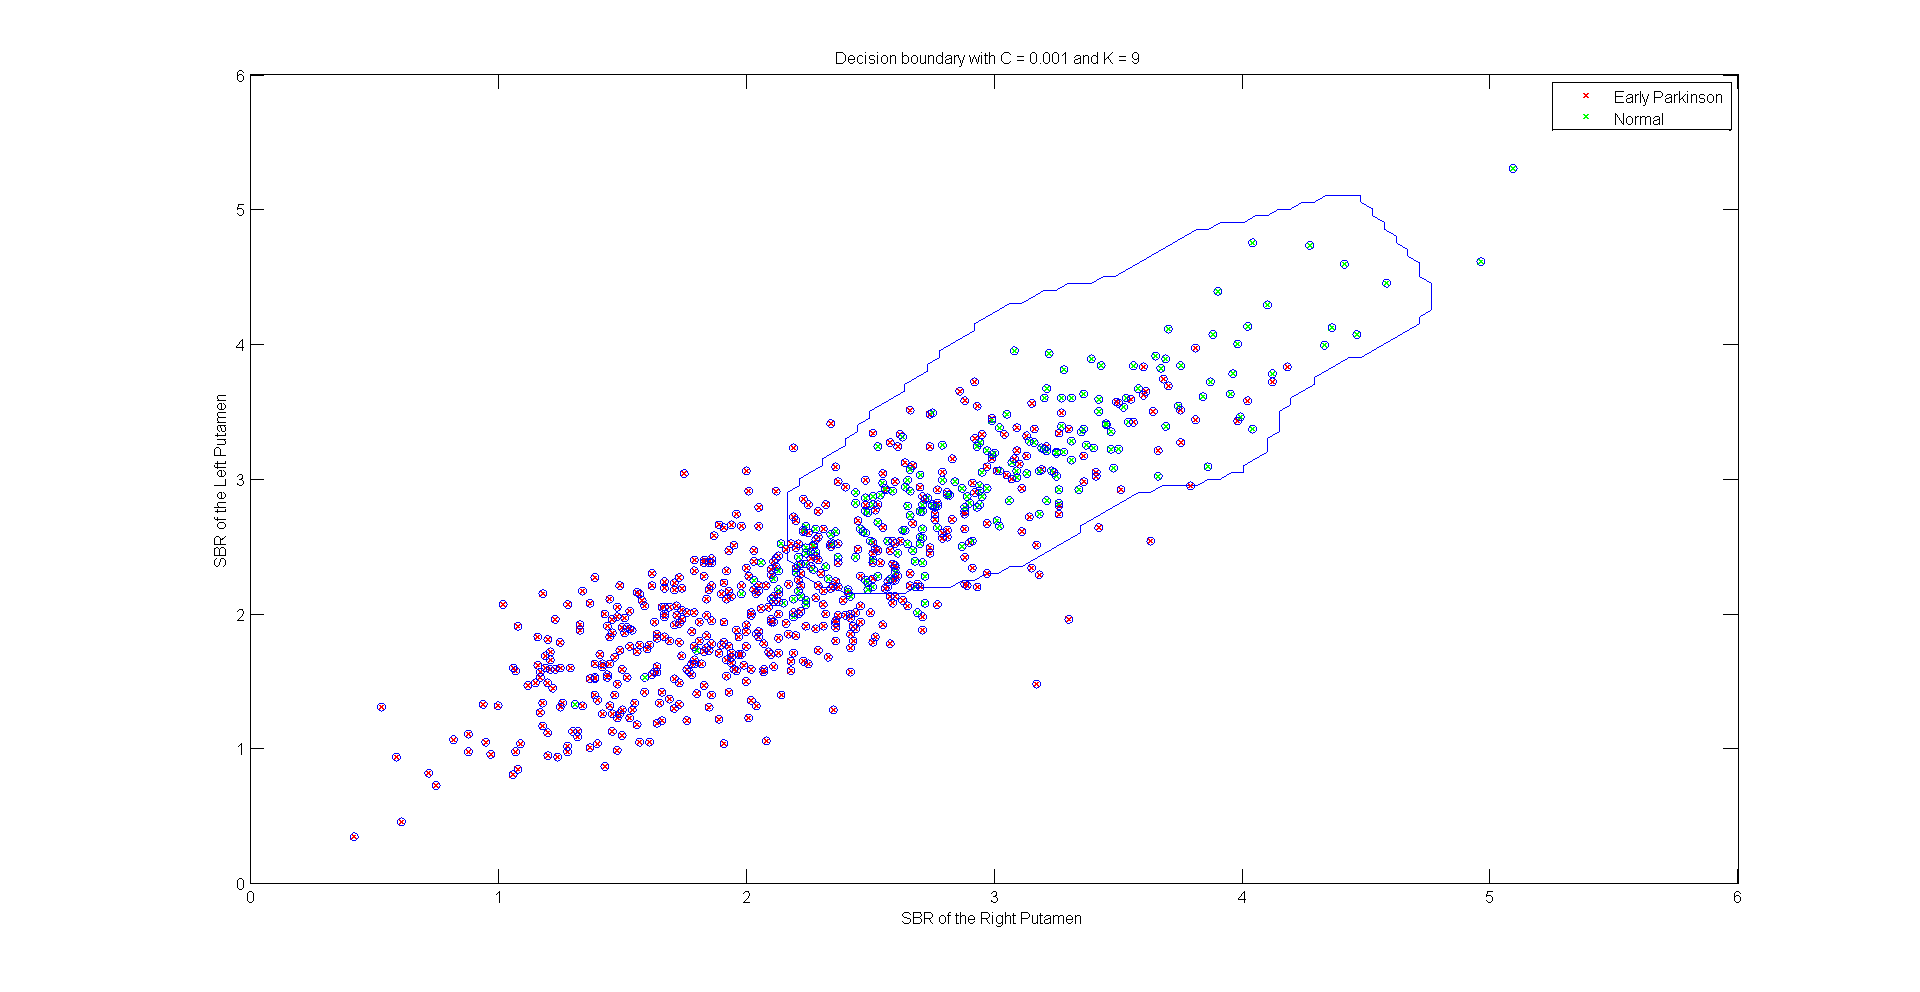 Decision boundary with C = 0.001 and K = 9
Early Parkinson
Normal
6
5
4
3
2
1
0
SBR of the Left Putamen
0 1 2 3 4 5 6
SBR of the Right Putamen